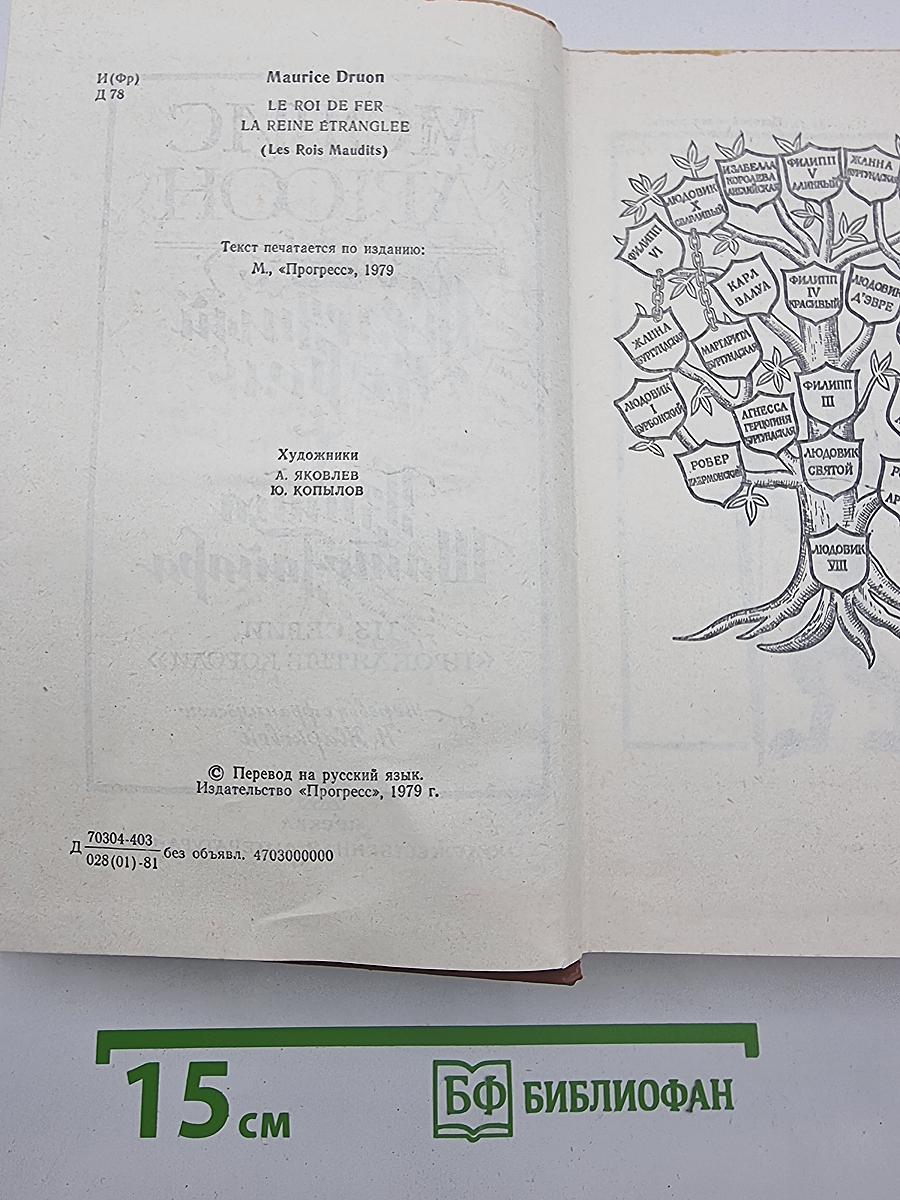 И(Фр)
Д 78
Maurice Druon
LE ROI DE FER
LA REINE ÉTRANGLÉE
(Les Rois Maudits)
Текст печатается по изданию:
М., «Прогресс», 1979
Художники
А. ЯКОВЛЕВ
Ю. КОПЫЛОВ
© Перевод на русский язык.
Издательство «Прогресс», 1979 г.
Д 70304-403
028(01)-81
без объявл. 4703000000
ИЗАБЕЛЛА
КОРОЛЕВА
АНГЛИЙСКАЯ
ФИЛИПП
V
ДЛИННЫЙ
ЖАННА
БУРГУНДСКАЯ
ЛЮДОВИК
X
СВАРЛИВЫЙ
ФИЛИПП
VI
КАРЛ
ВАЛУА
ФИЛИПП
IV
КРАСИВЫЙ
ЛЮДОВИК
Д'ЭВРЕ
ЖАННА
БУРГУНДСКАЯ
МАРГАРИТА
БУРГУНДСКАЯ
ФИЛИПП
III
ЛЮДОВИК
I
БУРБОНСКИЙ
АГНЕССА
ГЕРЦОГИНЯ
БУРГУНДСКАЯ
РОБЕР
КЛЕРМОНСКИЙ
ЛЮДОВИК
СВЯТОЙ
ЛЮДОВИК
VIII
15 см
БФ БИБЛИОФАН